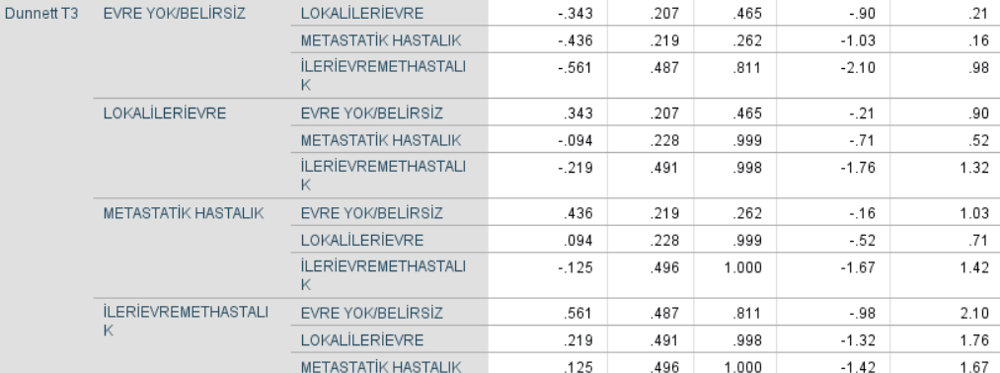 Dunnett T3 EVRE YOK/BELİRSİZ LOKALİLERİEVRE -.343 .207 .465 -.90 .21
METASTATİK HASTALIK -.436 .219 .262 -1.03 .16
İLERİEVREMETHASTALI -.561 .487 .811 -2.10 .98
K
LOKALİLERİEVRE EVRE YOK/BELİRSİZ .343 .207 .465 -.21 .90
METASTATİK HASTALIK -.094 .228 .999 -.71 .52
İLERİEVREMETHASTALI -.219 .491 .998 -1.76 1.32
K
METASTATİK HASTALIK EVRE YOK/BELİRSİZ .436 .219 .262 -.16 1.03
LOKALİLERİEVRE .094 .228 .999 -.52 .71
İLERİEVREMETHASTALI -.125 .496 1.000 -1.67 1.42
K
İLERİEVREMETHASTALI EVRE YOK/BELİRSİZ .561 .487 .811 -.98 2.10
K
LOKALİLERİEVRE .219 .491 .998 -1.32 1.76
METASTATİK HASTALIK .125 .496 1.000 -1.42 1.67